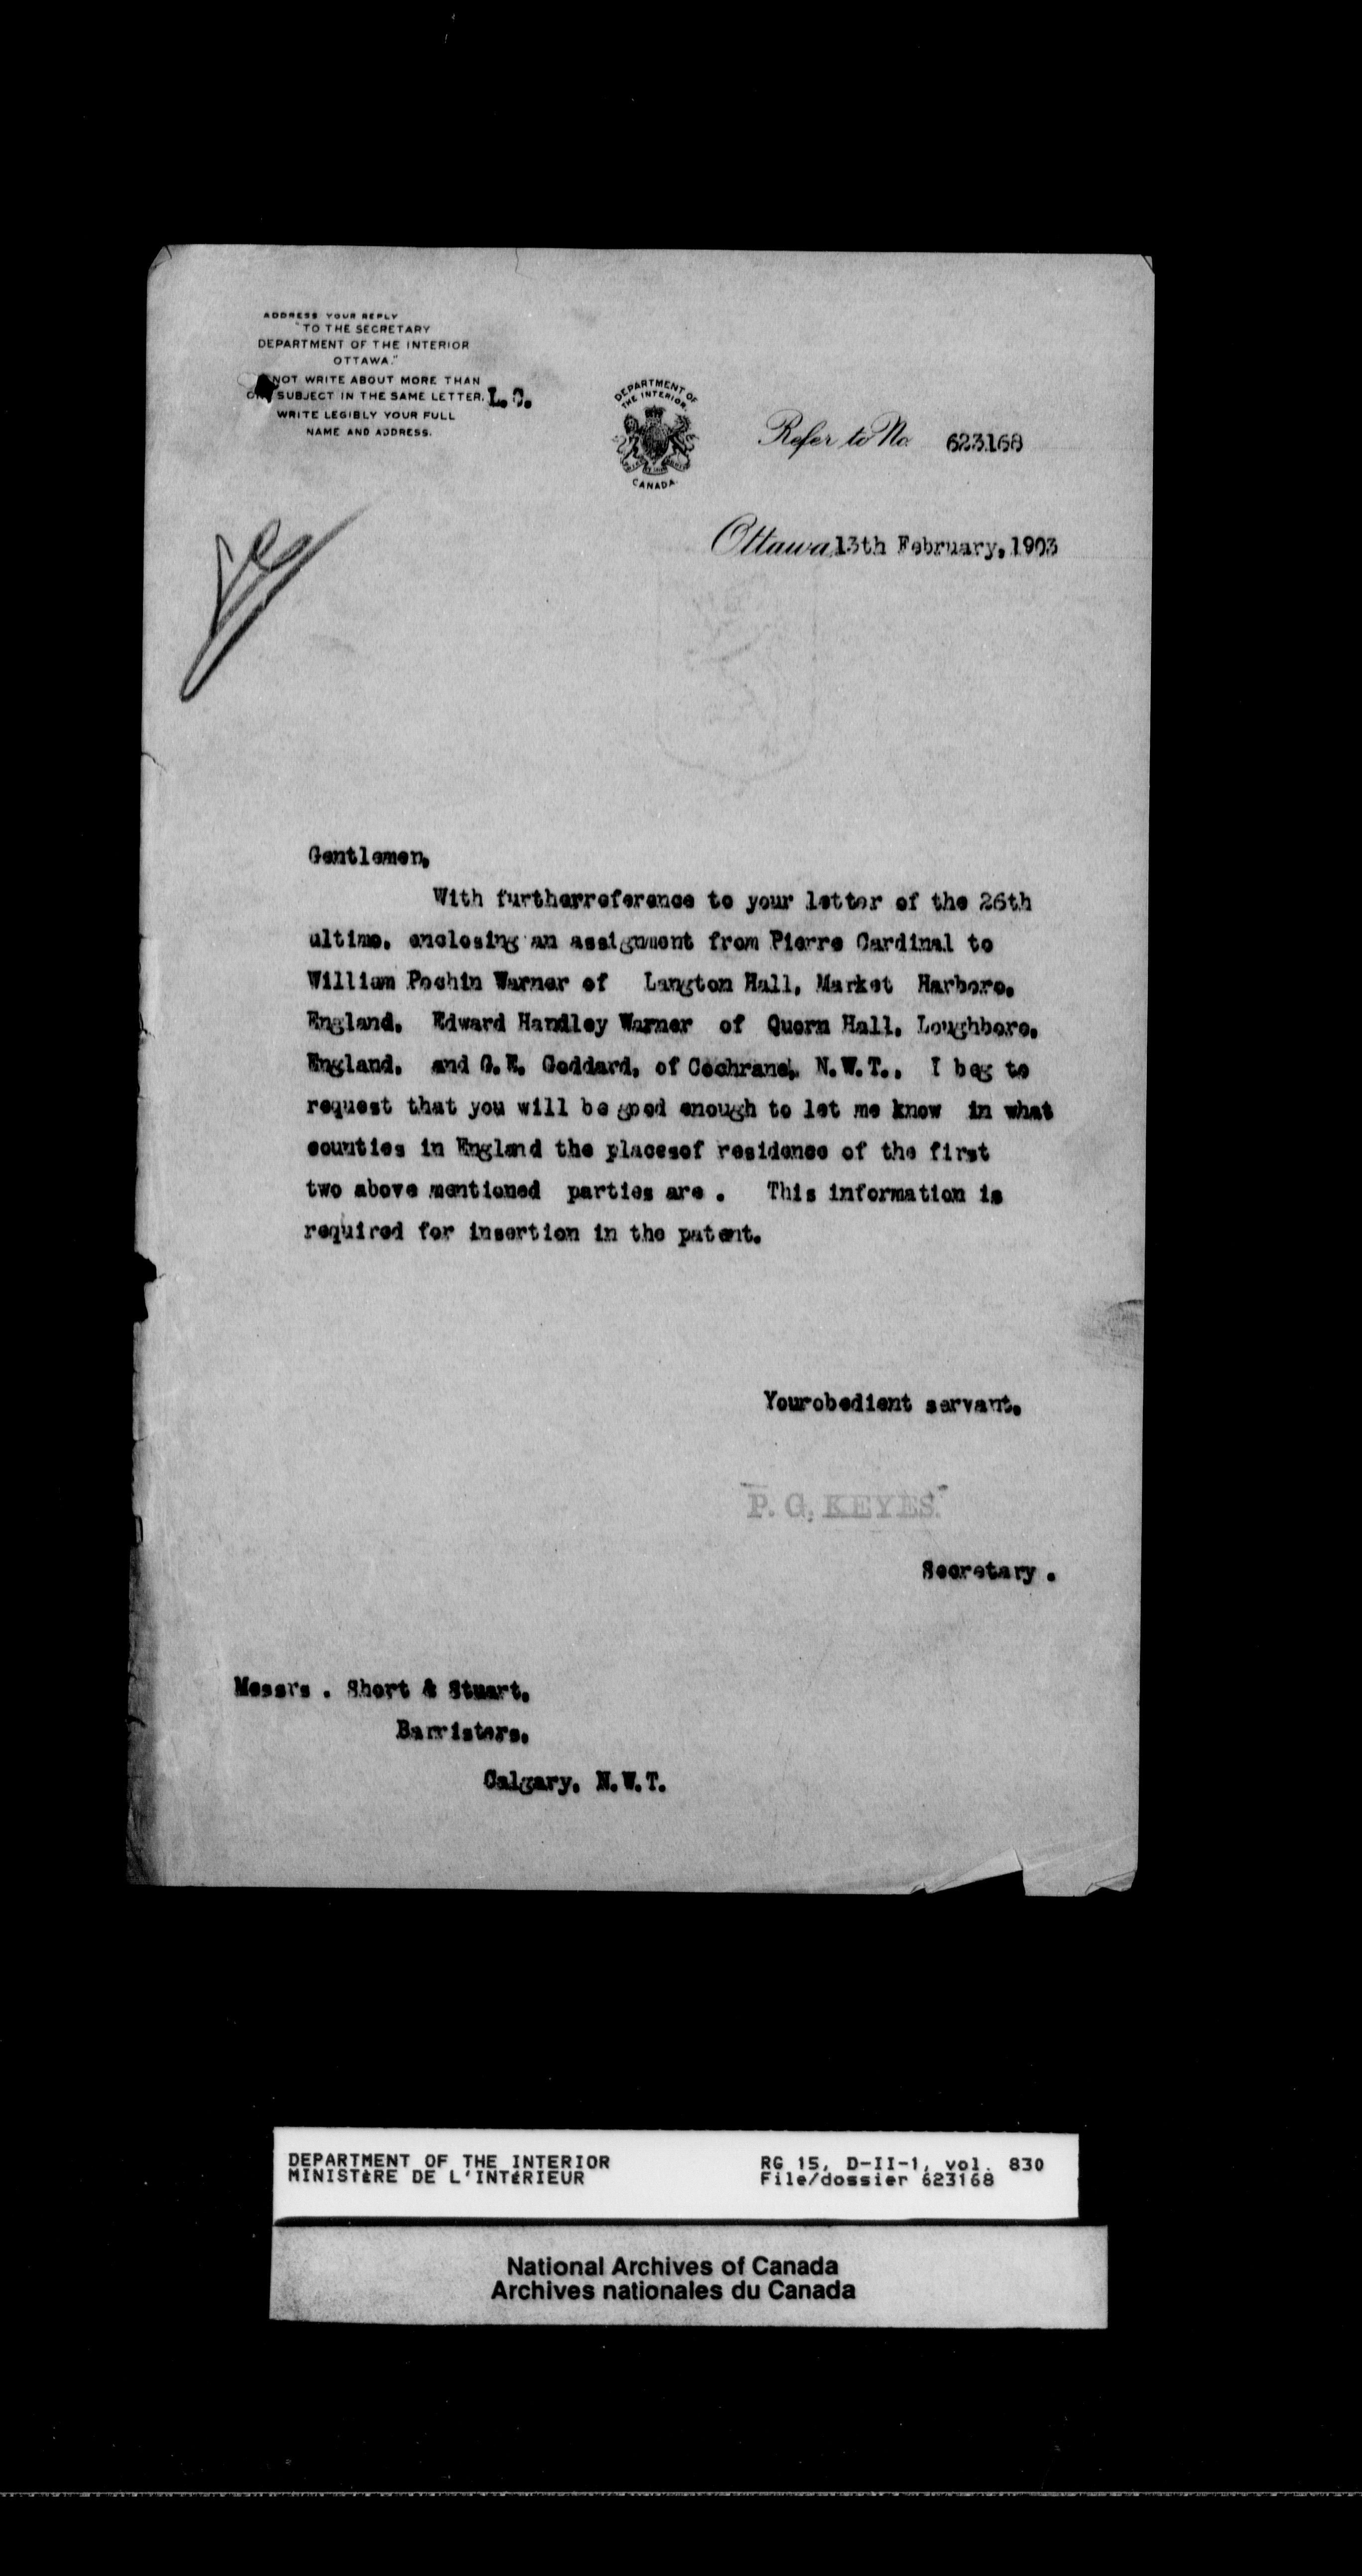 ADDRESS YOUR REPLY
"TO THE SECRETARY
DEPARTMENT OF THE INTERIOR
OTTAWA."
NOT WRITE ABOUT MORE THAN
SUBJECT IN THE SAME LETTER.
WRITE LEGIBLY YOUR FULL
NAME AND ADDRESS.
L. C.
DEPARTMENT OF
THE INTERIOR.
CANADA
Refer to No. 623168
Ottawa, 13th February, 1903
Gentlemen,
With furtherreference to your letter of the 26th
ultimo, enclosing an assignment from Pierre Cardinal to
William Pochin Warner of Langton Hall, Market Harboro,
England, Edward Handley Warner of Quorn Hall, Loughboro,
England, and G.E. Goddard, of Cochrane, N.W.T., I beg to
request that you will be good enough to let me know in what
counties in England the placesof residence of the first
two above mentioned parties are . This information is
required for insertion in the patent.
Yourobedient servant,
P. G. KEYES.
Secretary .
Messrs . Short & Stuart,
Barristers,
Calgary, N.W.T.
DEPARTMENT OF THE INTERIOR RG 15, D-II-1, vol. 830
MINISTÈRE DE L'INTÉRIEUR File/dossier 623168
National Archives of Canada
Archives nationales du Canada